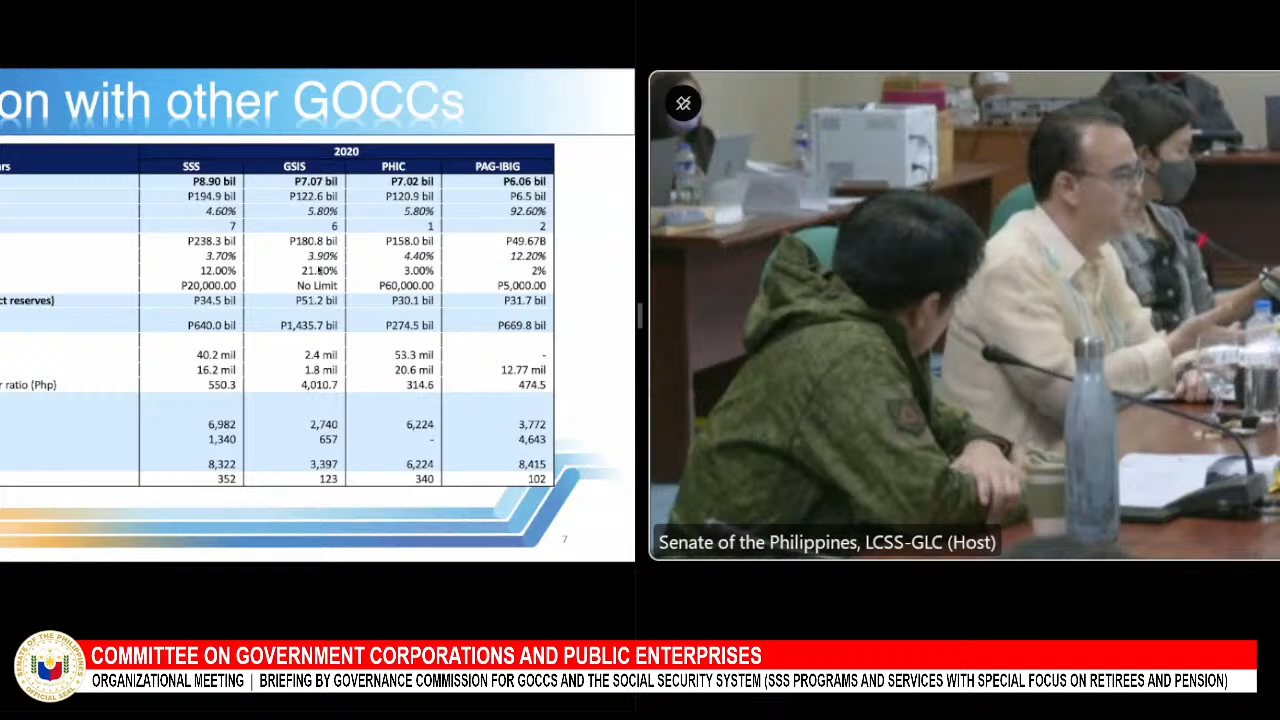 on with other GOCCs
2020
rs SSS GSIS PHIC PAG-IBIG
P8.90 bil P7.07 bil P7.02 bil P6.06 bil
P194.9 bil P122.6 bil P120.9 bil P6.5 bil
4.60% 5.80% 5.80% 92.60%
7 6 1 2
P238.3 bil P180.8 bil P158.0 bil P49.67B
3.70% 3.90% 4.40% 12.20%
12.00% 3.00% 2%
P20,000.00 No Limit P60,000.00 P5,000.00
ct reserves) P34.5 bil P51.2 bil P30.1 bil P31.7 bil
P640.0 bil P1,435.7 bil P274.5 bil P669.8 bil
40.2 mil 2.4 mil 53.3 mil -
16.2 mil 1.8 mil 20.6 mil 12.77 mil
r ratio (Php) 550.3 4,010.7 314.6 474.5
6,982 2,740 6,224 3,772
1,340 657 - 4,643
8,322 3,397 6,224 8,415
352 123 340 102
7
Senate of the Philippines, LCSS-GLC (Host)
SENATE OF THE PHILIPPINES
OFFICIAL SEAL
COMMITTEE ON GOVERNMENT CORPORATIONS AND PUBLIC ENTERPRISES
ORGANIZATIONAL MEETING | BRIEFING BY GOVERNANCE COMMISSION FOR GOCCS AND THE SOCIAL SECURITY SYSTEM (SSS PROGRAMS AND SERVICES WITH SPECIAL FOCUS ON RETIREES AND PENSION)